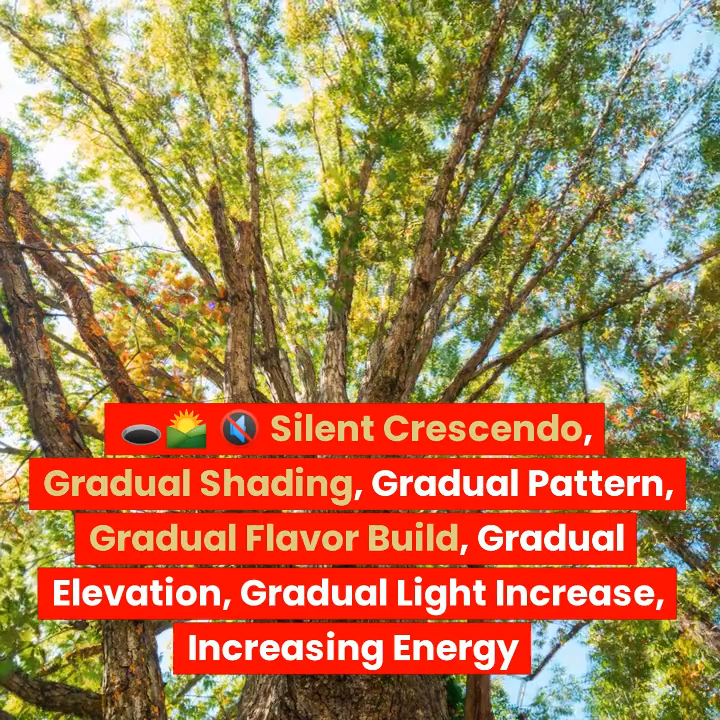 🕳️🌄 🔇 Silent Crescendo,
Gradual Shading, Gradual Pattern,
Gradual Flavor Build, Gradual
Elevation, Gradual Light Increase,
Increasing Energy